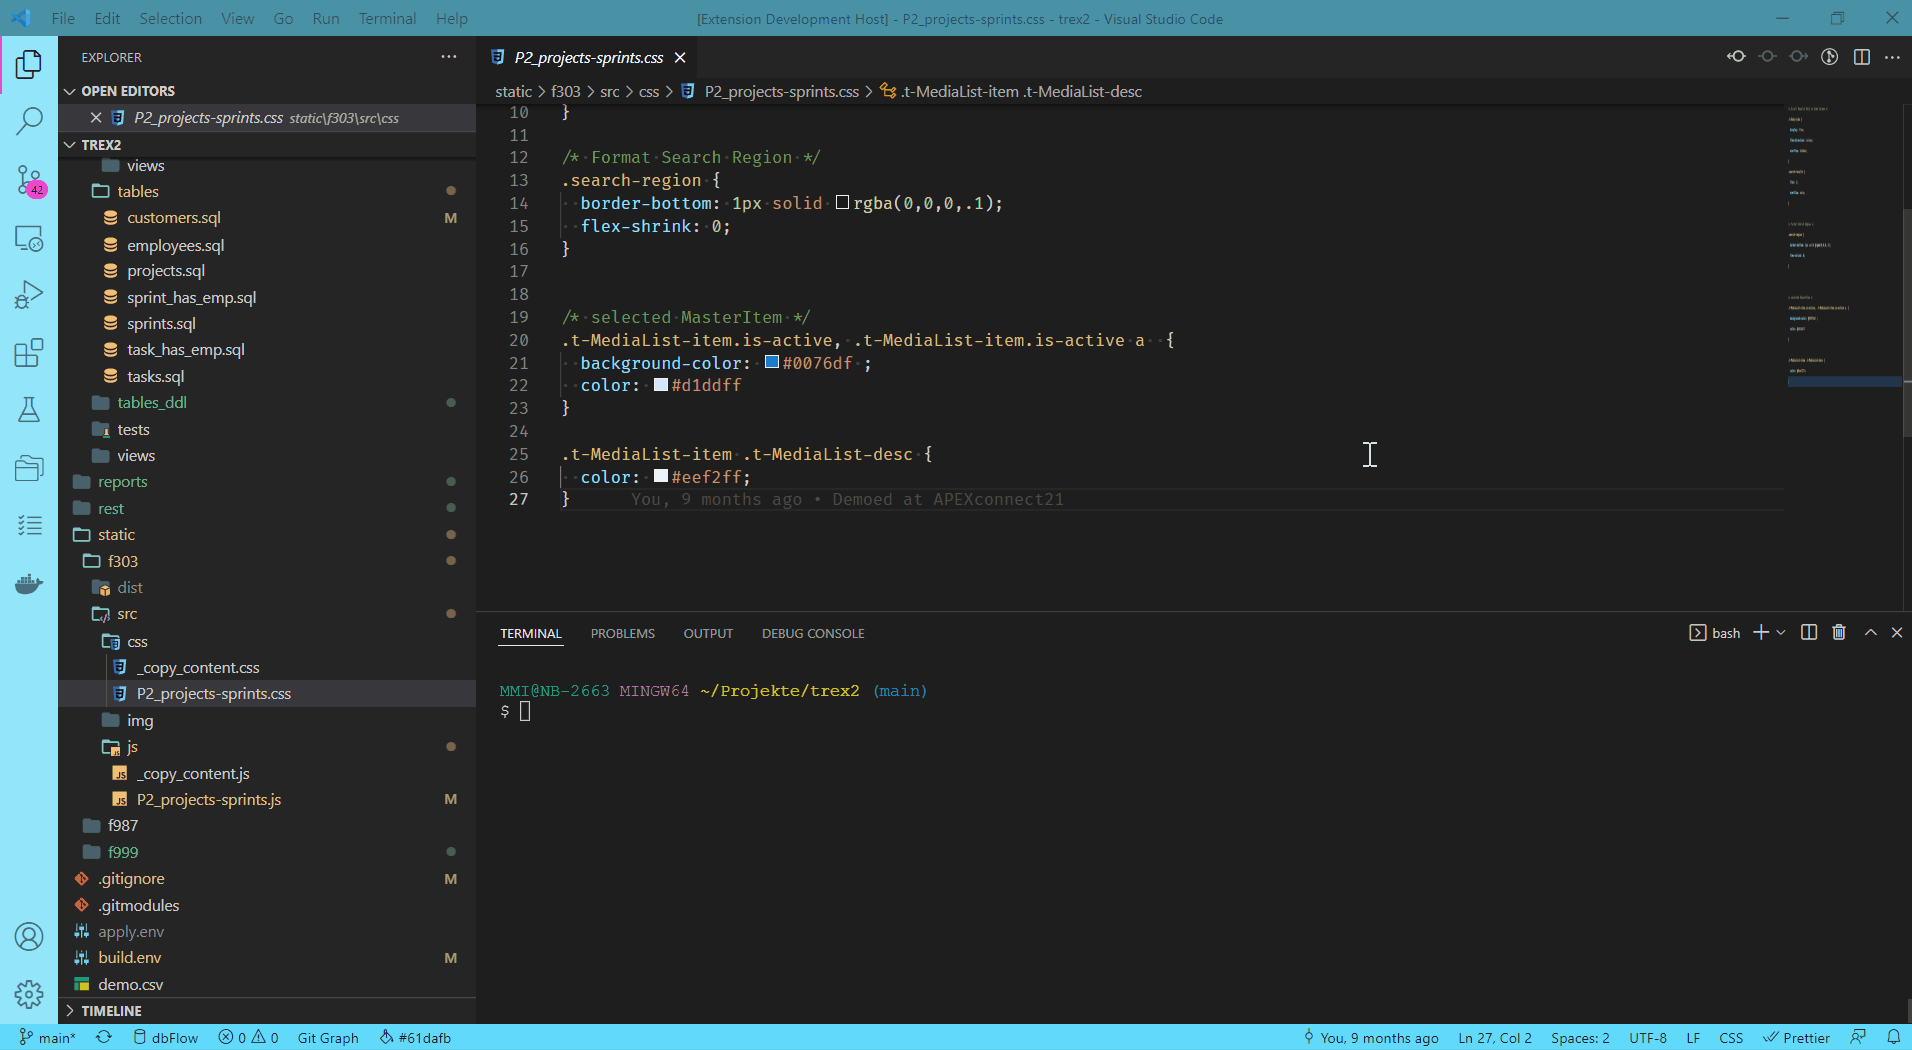 File Edit Selection View Go Run Terminal Help
[Extension Development Host] - P2_projects-sprints.css - trex2 - Visual Studio Code
EXPLORER
OPEN EDITORS
P2_projects-sprints.css static\f303\src\css
TREX2
views
tables
customers.sql M
employees.sql
projects.sql
sprint_has_emp.sql
sprints.sql
task_has_emp.sql
tasks.sql
tables_ddl
tests
views
reports
rest
static
f303
dist
src
css
_copy_content.css
P2_projects-sprints.css
img
js
_copy_content.js
P2_projects-sprints.js M
f987
f999
.gitignore M
.gitmodules
apply.env
build.env M
demo.csv
TIMELINE
42
P2_projects-sprints.css
static > f303 > src > css > P2_projects-sprints.css > .t-MediaList-item .t-MediaList-desc
10 }
11
12 /* Format Search Region */
13 .search-region {
14 border-bottom: 1px solid rgba(0,0,0,.1);
15 flex-shrink: 0;
16 }
17
18
19 /* selected MasterItem */
20 .t-MediaList-item.is-active, .t-MediaList-item.is-active a {
21 background-color: #0076df ;
22 color: #d1ddff
23 }
24
25 .t-MediaList-item .t-MediaList-desc {
26 color: #eef2ff;
27 } You, 9 months ago • Demoed at APEXconnect21
TERMINAL PROBLEMS OUTPUT DEBUG CONSOLE
bash
MMI@NB-2663 MINGW64 ~/Projekte/trex2 (main)
$
main* dbFlow 0 0 Git Graph #61dafb
You, 9 months ago Ln 27, Col 2 Spaces: 2 UTF-8 LF CSS Prettier